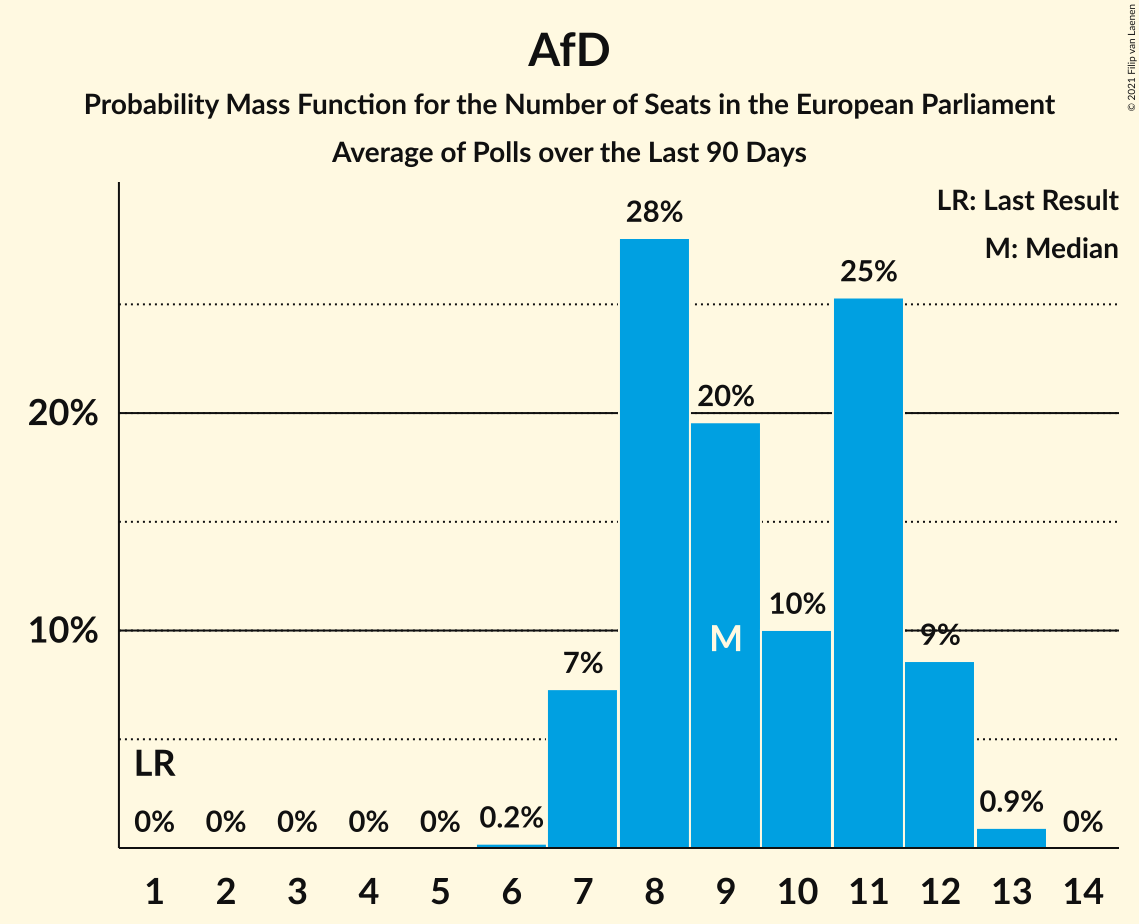 AfD
Probability Mass Function for the Number of Seats in the European Parliament
Average of Polls over the Last 90 Days
© 2021 Filip van Laenen
LR: Last Result
M: Median
28%
25%
20%
20%
10%
10%
9%
7%
M
LR
0% 0% 0% 0% 0% 0.2% 0.9% 0%
1 2 3 4 5 6 7 8 9 10 11 12 13 14